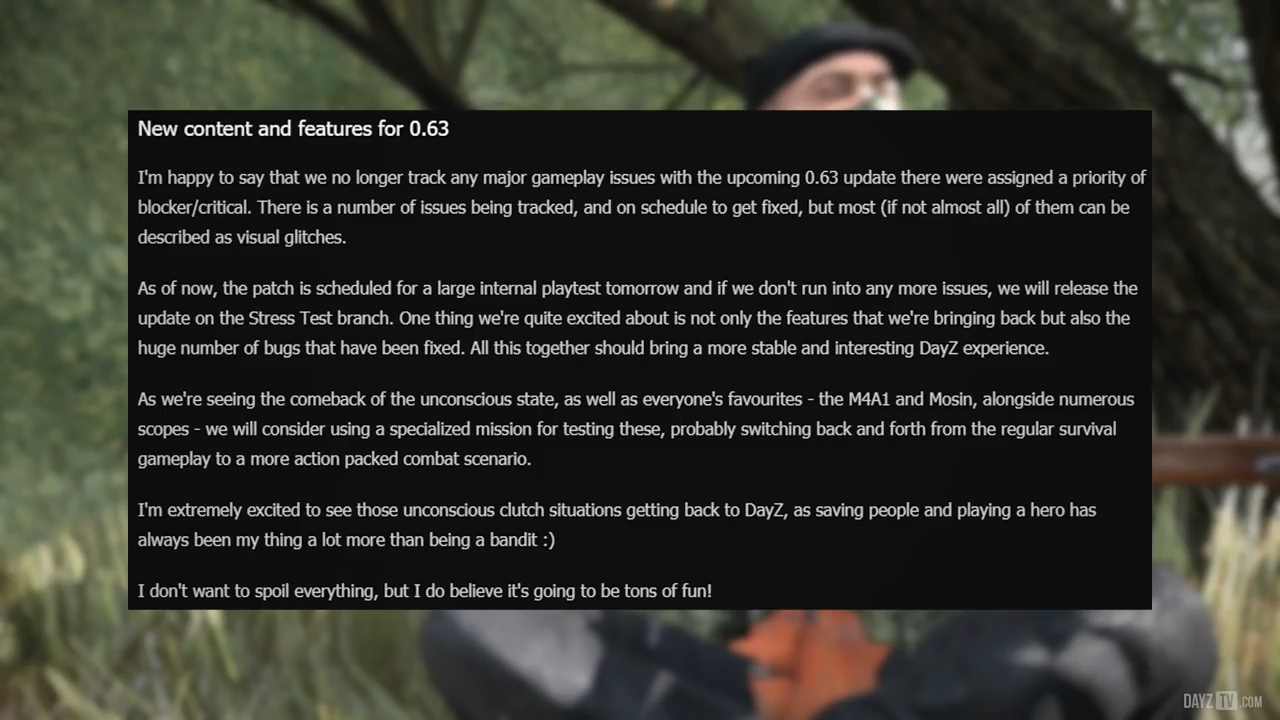 New content and features for 0.63
I'm happy to say that we no longer track any major gameplay issues with the upcoming 0.63 update there were assigned a priority of
blocker/critical. There is a number of issues being tracked, and on schedule to get fixed, but most (if not almost all) of them can be
described as visual glitches.
As of now, the patch is scheduled for a large internal playtest tomorrow and if we don't run into any more issues, we will release the
update on the Stress Test branch. One thing we're quite excited about is not only the features that we're bringing back but also the
huge number of bugs that have been fixed. All this together should bring a more stable and interesting DayZ experience.
As we're seeing the comeback of the unconscious state, as well as everyone's favourites - the M4A1 and Mosin, alongside numerous
scopes - we will consider using a specialized mission for testing these, probably switching back and forth from the regular survival
gameplay to a more action packed combat scenario.
I'm extremely excited to see those unconscious clutch situations getting back to DayZ, as saving people and playing a hero has
always been my thing a lot more than being a bandit :)
I don't want to spoil everything, but I do believe it's going to be tons of fun!
DAYZ TV .COM